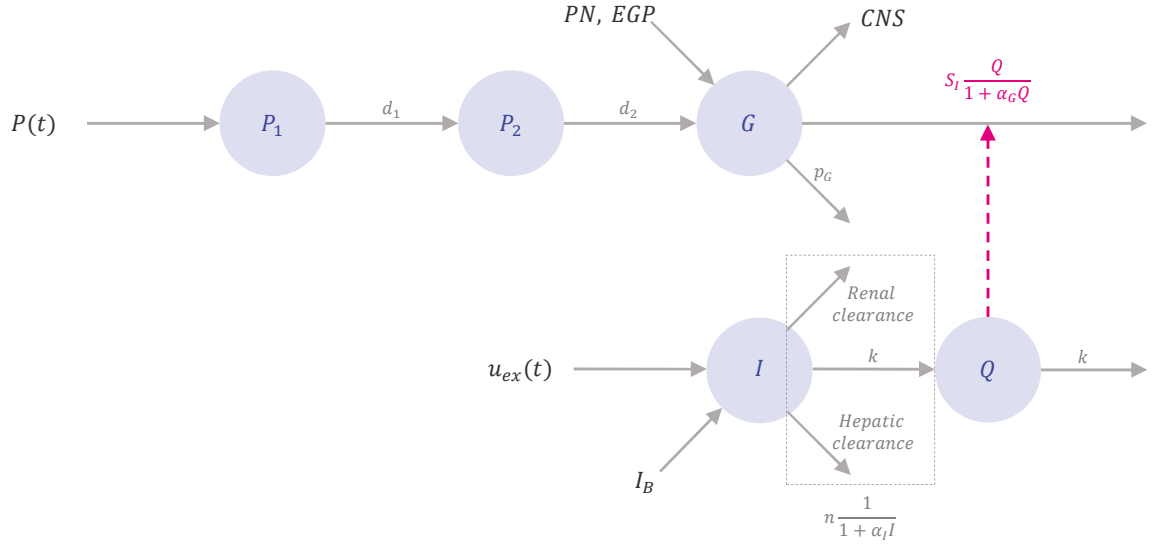 PN, EGP
CNS
S_I Q / (1 + α_G Q)
P(t)
P_1
d_1
P_2
d_2
G
p_G
Renal
clearance
u_ex(t)
I
k
Q
k
Hepatic
clearance
I_B
n 1 / (1 + α_I I)